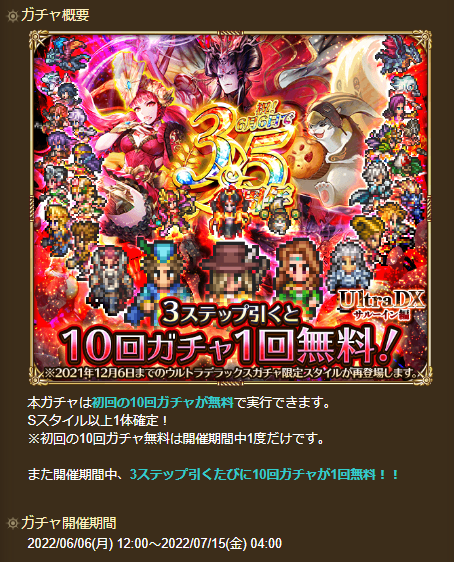 ガチャ概要
祝！
6月6日で
3.5
周年
UltraDX
サルーイン編
3ステップ引くと
10回ガチャ1回無料！
※2021年12月6日までのウルトラデラックスガチャ限定スタイルが再登場します。
本ガチャは初回の10回ガチャが無料で実行できます。
Sスタイル以上1体確定！
※初回の10回ガチャ無料は開催期間中1度だけです。
また開催期間中、3ステップ引くたびに10回ガチャが1回無料！！
ガチャ開催期間
2022/06/06(月) 12:00～2022/07/15(金) 04:00